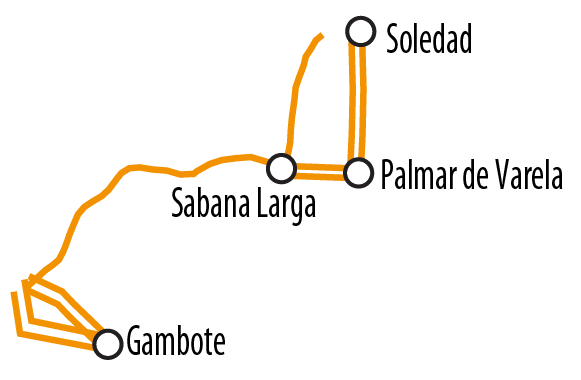 Soledad
Palmar de Varela
Sabana Larga
Gambote